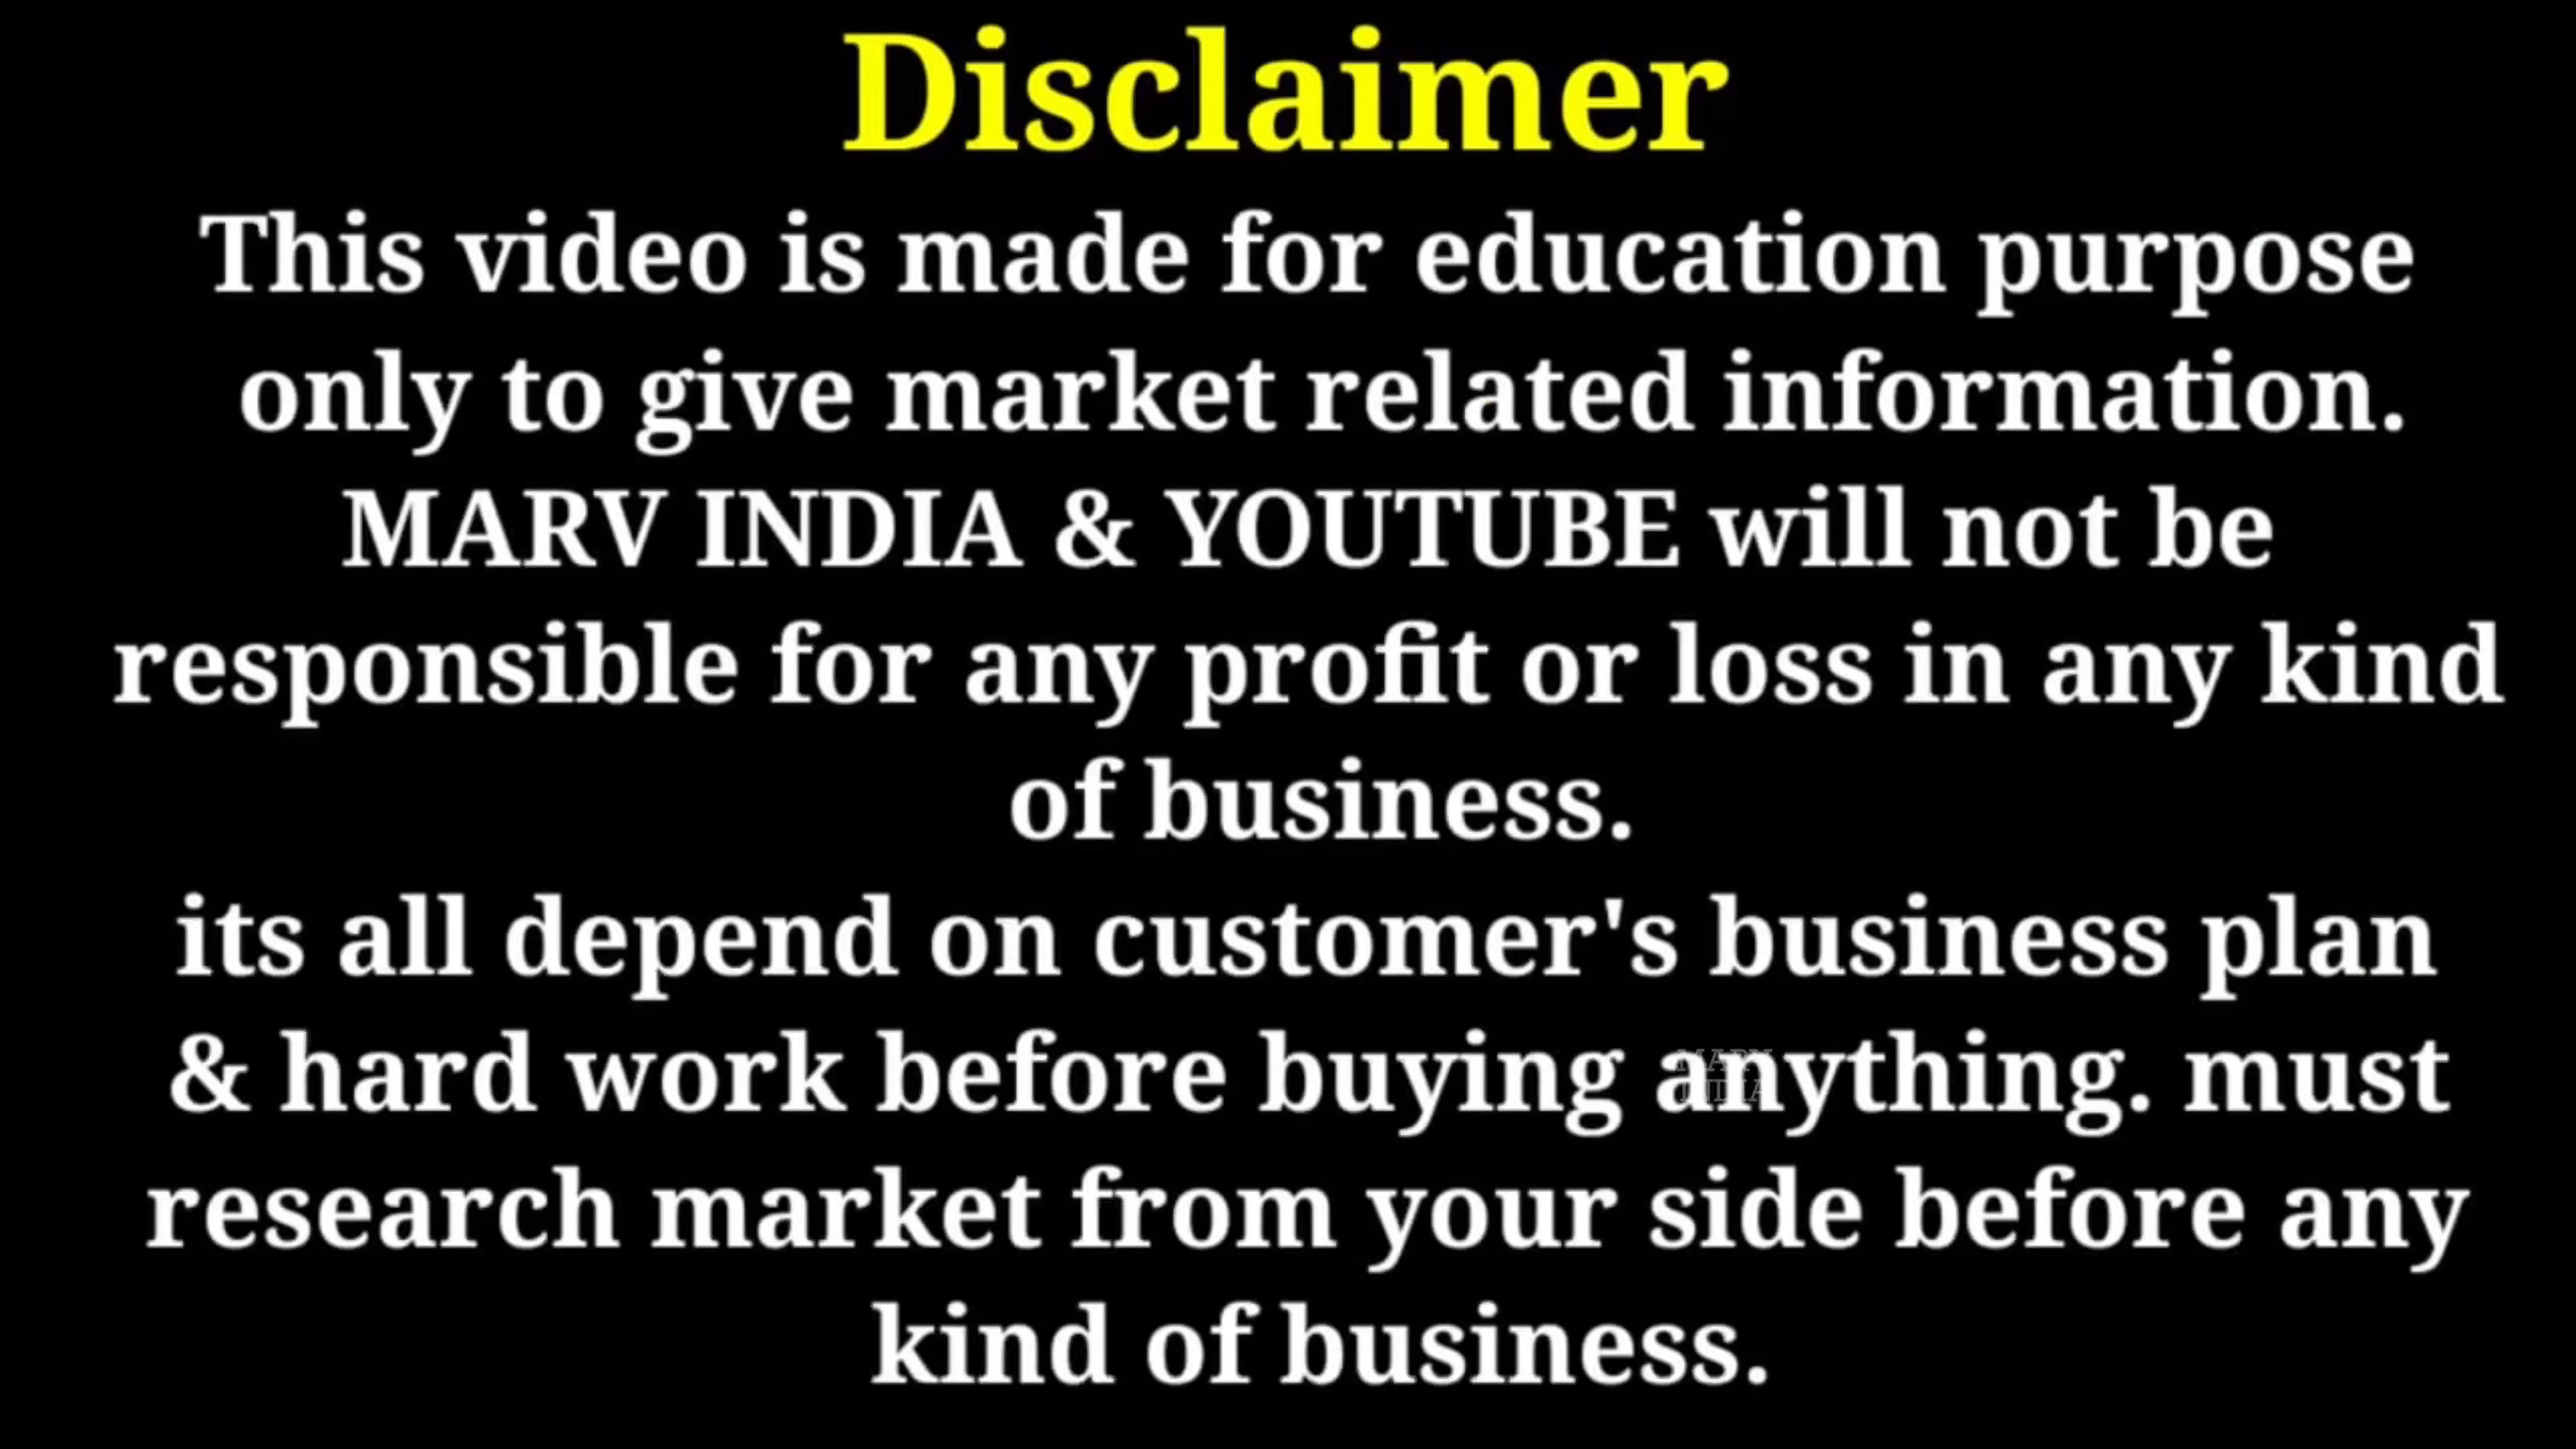 Disclaimer
This video is made for education purpose
only to give market related information.
MARV INDIA & YOUTUBE will not be
responsible for any profit or loss in any kind
of business.
its all depend on customer's business plan
& hard work before buying anything. must
research market from your side before any
kind of business.
MARV
INDIA